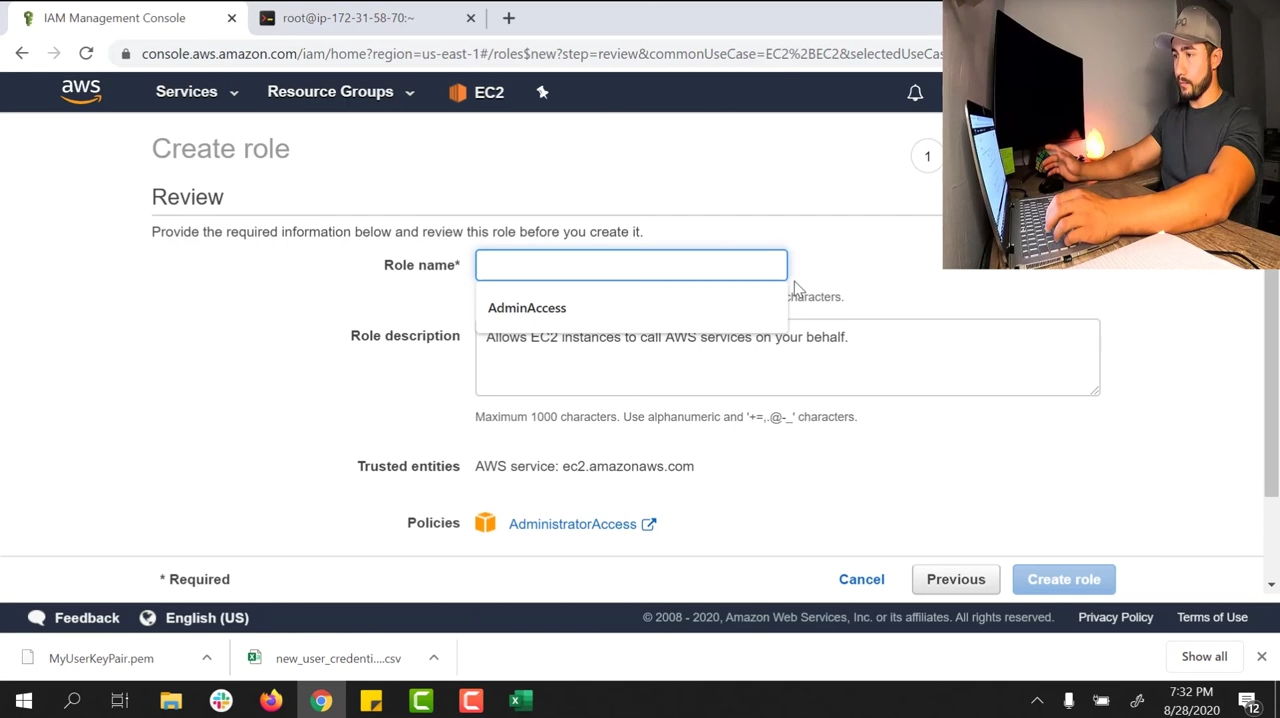 IAM Management Console
root@ip-172-31-58-70:~
console.aws.amazon.com/iam/home?region=us-east-1#/roles$new?step=review&commonUseCase=EC2%2BEC2&selectedUseCa
aws
Services
Resource Groups
EC2
Create role
1
Review
Provide the required information below and review this role before you create it.
Role name*
characters.
AdminAccess
Role description
Allows EC2 instances to call AWS services on your behalf.
Maximum 1000 characters. Use alphanumeric and '+=,.@-_' characters.
Trusted entities
AWS service: ec2.amazonaws.com
Policies
AdministratorAccess
* Required
Cancel
Previous
Create role
Feedback
English (US)
© 2008 - 2020, Amazon Web Services, Inc. or its affiliates. All rights reserved.
Privacy Policy
Terms of Use
MyUserKeyPair.pem
new_user_credenti....csv
Show all
7:32 PM
8/28/2020
12